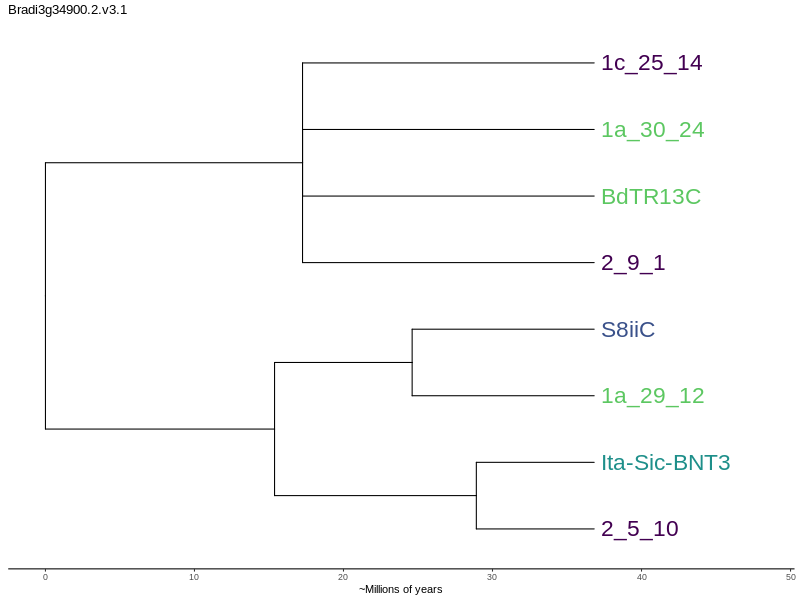 Bradi3g34900.2.v3.1
1c_25_14
1a_30_24
BdTR13C
2_9_1
S8iiC
1a_29_12
Ita-Sic-BNT3
2_5_10
0 10 20 30 40 50
~Millions of years